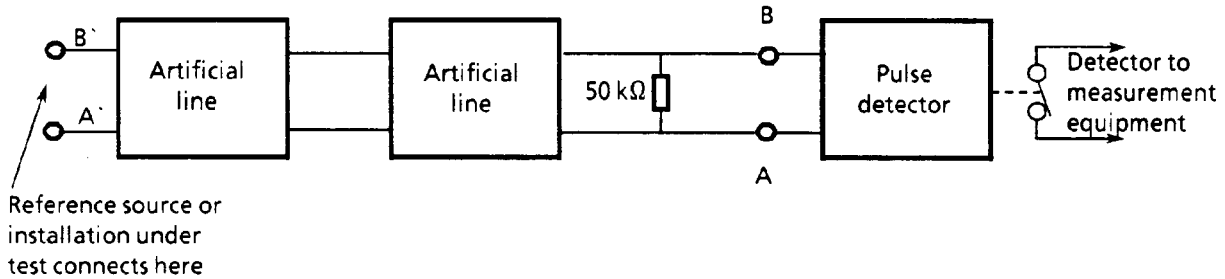 B`
A`
Artificial
line
Artificial
line
50 kΩ
B
A
Pulse
detector
Detector to
measurement
equipment
Reference source or
installation under
test connects here